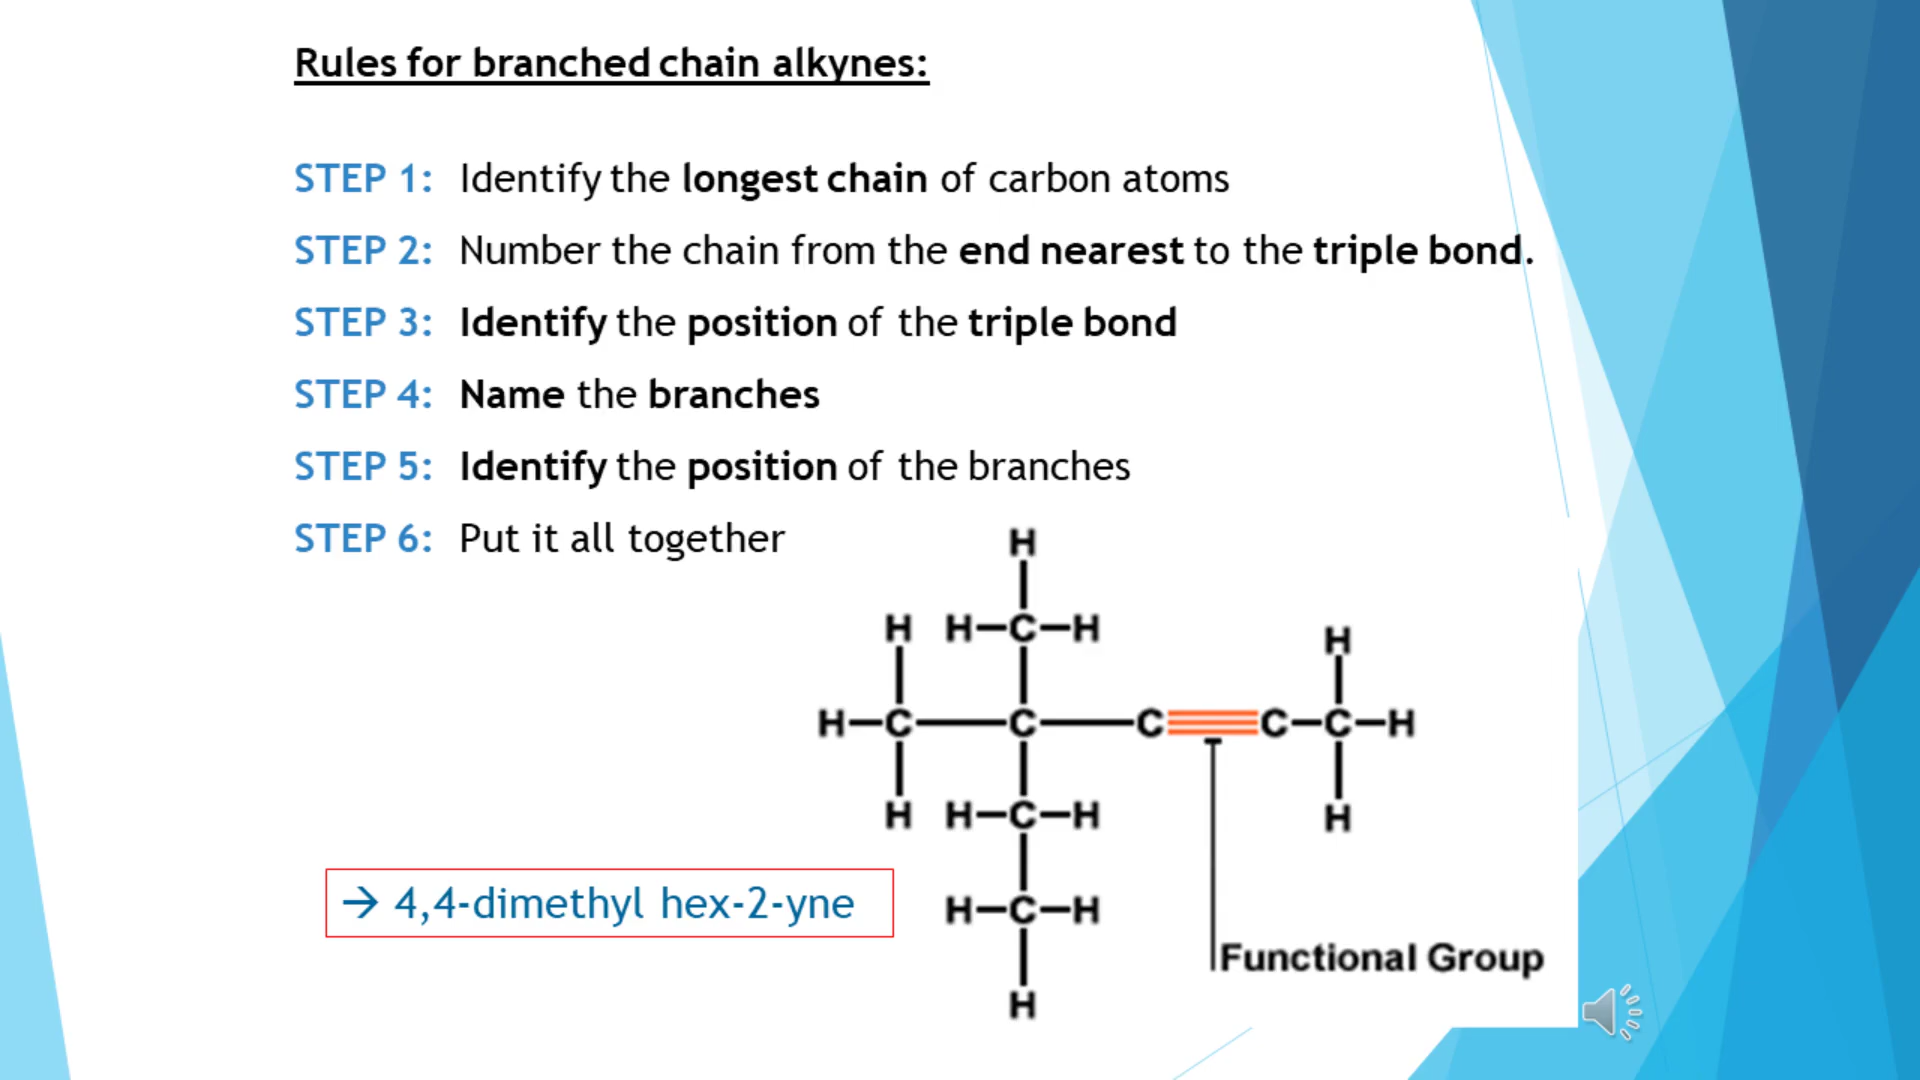 Rules for branched chain alkynes:
STEP 1: Identify the longest chain of carbon atoms
STEP 2: Number the chain from the end nearest to the triple bond.
STEP 3: Identify the position of the triple bond
STEP 4: Name the branches
STEP 5: Identify the position of the branches
STEP 6: Put it all together
H
H H—C—H H
H—C—C—C≡C—C—H
H H—C—H H
→ 4,4-dimethyl hex-2-yne
H—C—H
Functional Group
H